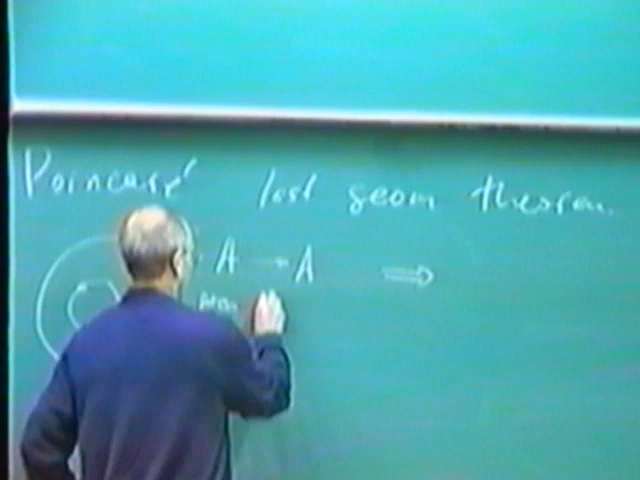 Poincaré last geom theorem
A → A ⇒